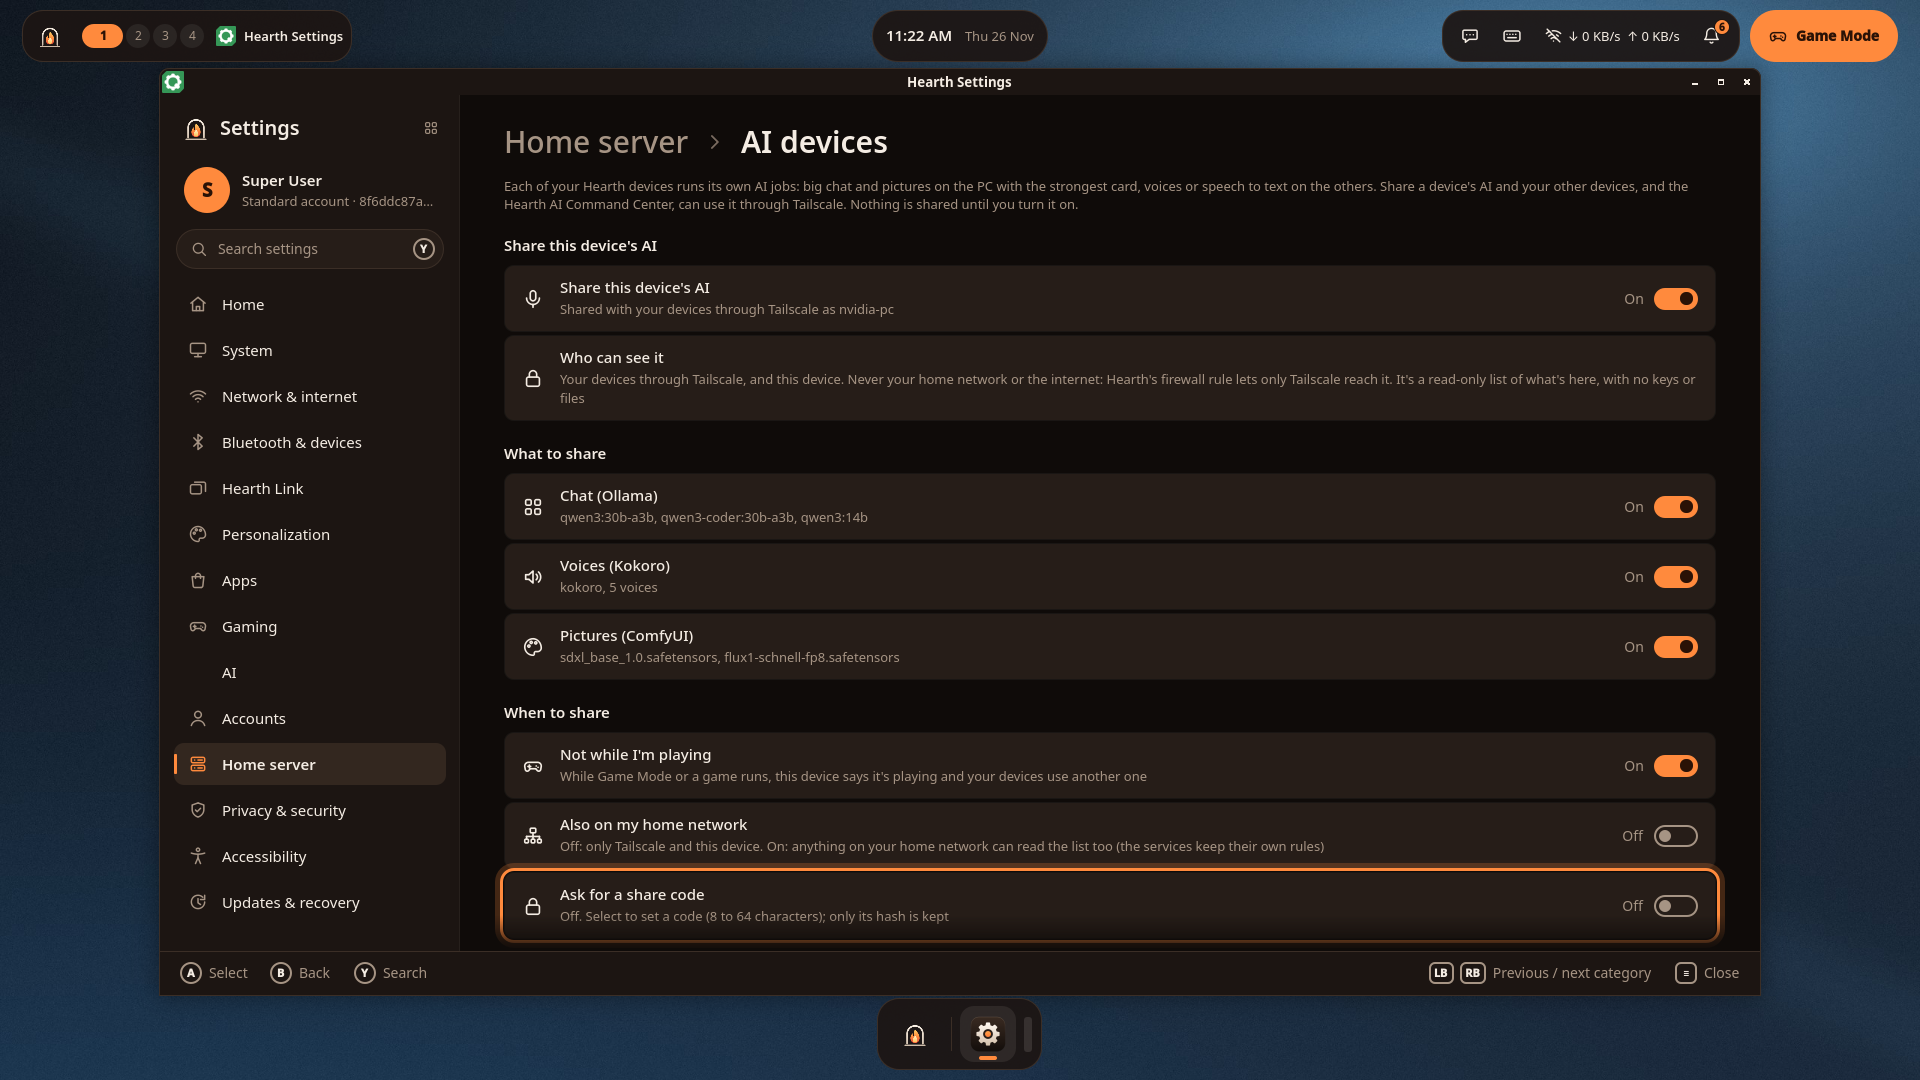 1 2 3 4 Hearth Settings
11:22 AM Thu 26 Nov
↓ 0 KB/s ↑ 0 KB/s
6
Game Mode
Hearth Settings
Settings
S
Super User
Standard account · 8f6ddc87a...
Search settings
Y
Home
System
Network & internet
Bluetooth & devices
Hearth Link
Personalization
Apps
Gaming
AI
Accounts
Home server
Privacy & security
Accessibility
Updates & recovery
Home server > AI devices
Each of your Hearth devices runs its own AI jobs: big chat and pictures on the PC with the strongest card, voices or speech to text on the others. Share a device's AI and your other devices, and the
Hearth AI Command Center, can use it through Tailscale. Nothing is shared until you turn it on.
Share this device's AI
Share this device's AI
Shared with your devices through Tailscale as nvidia-pc
On
Who can see it
Your devices through Tailscale, and this device. Never your home network or the internet: Hearth's firewall rule lets only Tailscale reach it. It's a read-only list of what's here, with no keys or
files
What to share
Chat (Ollama)
qwen3:30b-a3b, qwen3-coder:30b-a3b, qwen3:14b
On
Voices (Kokoro)
kokoro, 5 voices
On
Pictures (ComfyUI)
sdxl_base_1.0.safetensors, flux1-schnell-fp8.safetensors
On
When to share
Not while I'm playing
While Game Mode or a game runs, this device says it's playing and your devices use another one
On
Also on my home network
Off: only Tailscale and this device. On: anything on your home network can read the list too (the services keep their own rules)
Off
Ask for a share code
Off. Select to set a code (8 to 64 characters); only its hash is kept
Off
A Select B Back Y Search
LB RB Previous / next category ≡ Close